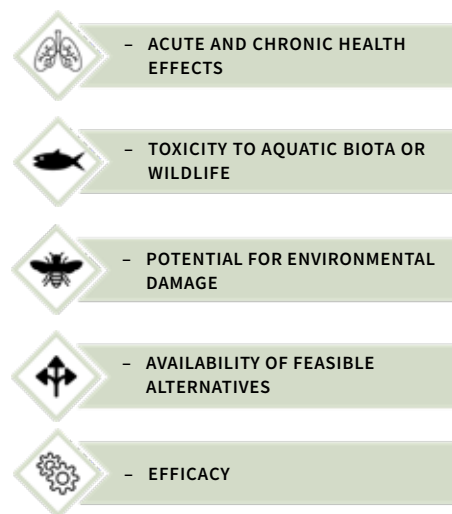 – ACUTE AND CHRONIC HEALTH
EFFECTS
– TOXICITY TO AQUATIC BIOTA OR
WILDLIFE
– POTENTIAL FOR ENVIRONMENTAL
DAMAGE
– AVAILABILITY OF FEASIBLE
ALTERNATIVES
– EFFICACY